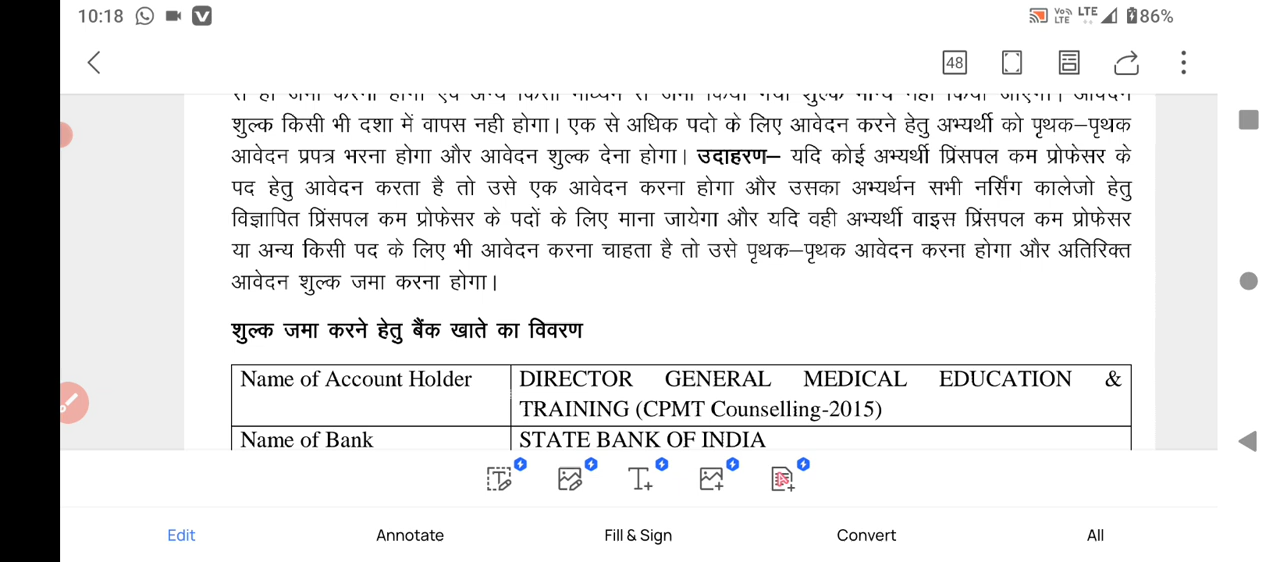 10:18
Vo)) LTE LTE 86%
48
शुल्क किसी भी दशा में वापस नही होगा। एक से अधिक पदो के लिए आवेदन करने हेतु अभ्यर्थी को पृथक–पृथक
आवेदन प्रपत्र भरना होगा और आवेदन शुल्क देना होगा। उदाहरण– यदि कोई अभ्यर्थी प्रिंसपल कम प्रोफेसर के
पद हेतु आवेदन करता है तो उसे एक आवेदन करना होगा और उसका अभ्यर्थन सभी नर्सिंग कालेजो हेतु
विज्ञापित प्रिंसपल कम प्रोफेसर के पदों के लिए माना जायेगा और यदि वही अभ्यर्थी वाइस प्रिंसपल कम प्रोफेसर
या अन्य किसी पद के लिए भी आवेदन करना चाहता है तो उसे पृथक–पृथक आवेदन करना होगा और अतिरिक्त
आवेदन शुल्क जमा करना होगा।
शुल्क जमा करने हेतु बैंक खाते का विवरण
Name of Account Holder DIRECTOR GENERAL MEDICAL EDUCATION &
TRAINING (CPMT Counselling-2015)
Name of Bank STATE BANK OF INDIA
Edit Annotate Fill & Sign Convert All